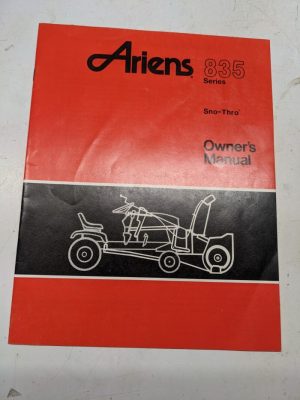 Ariens 835
Series
Sno-Thro
Owner's
Manual